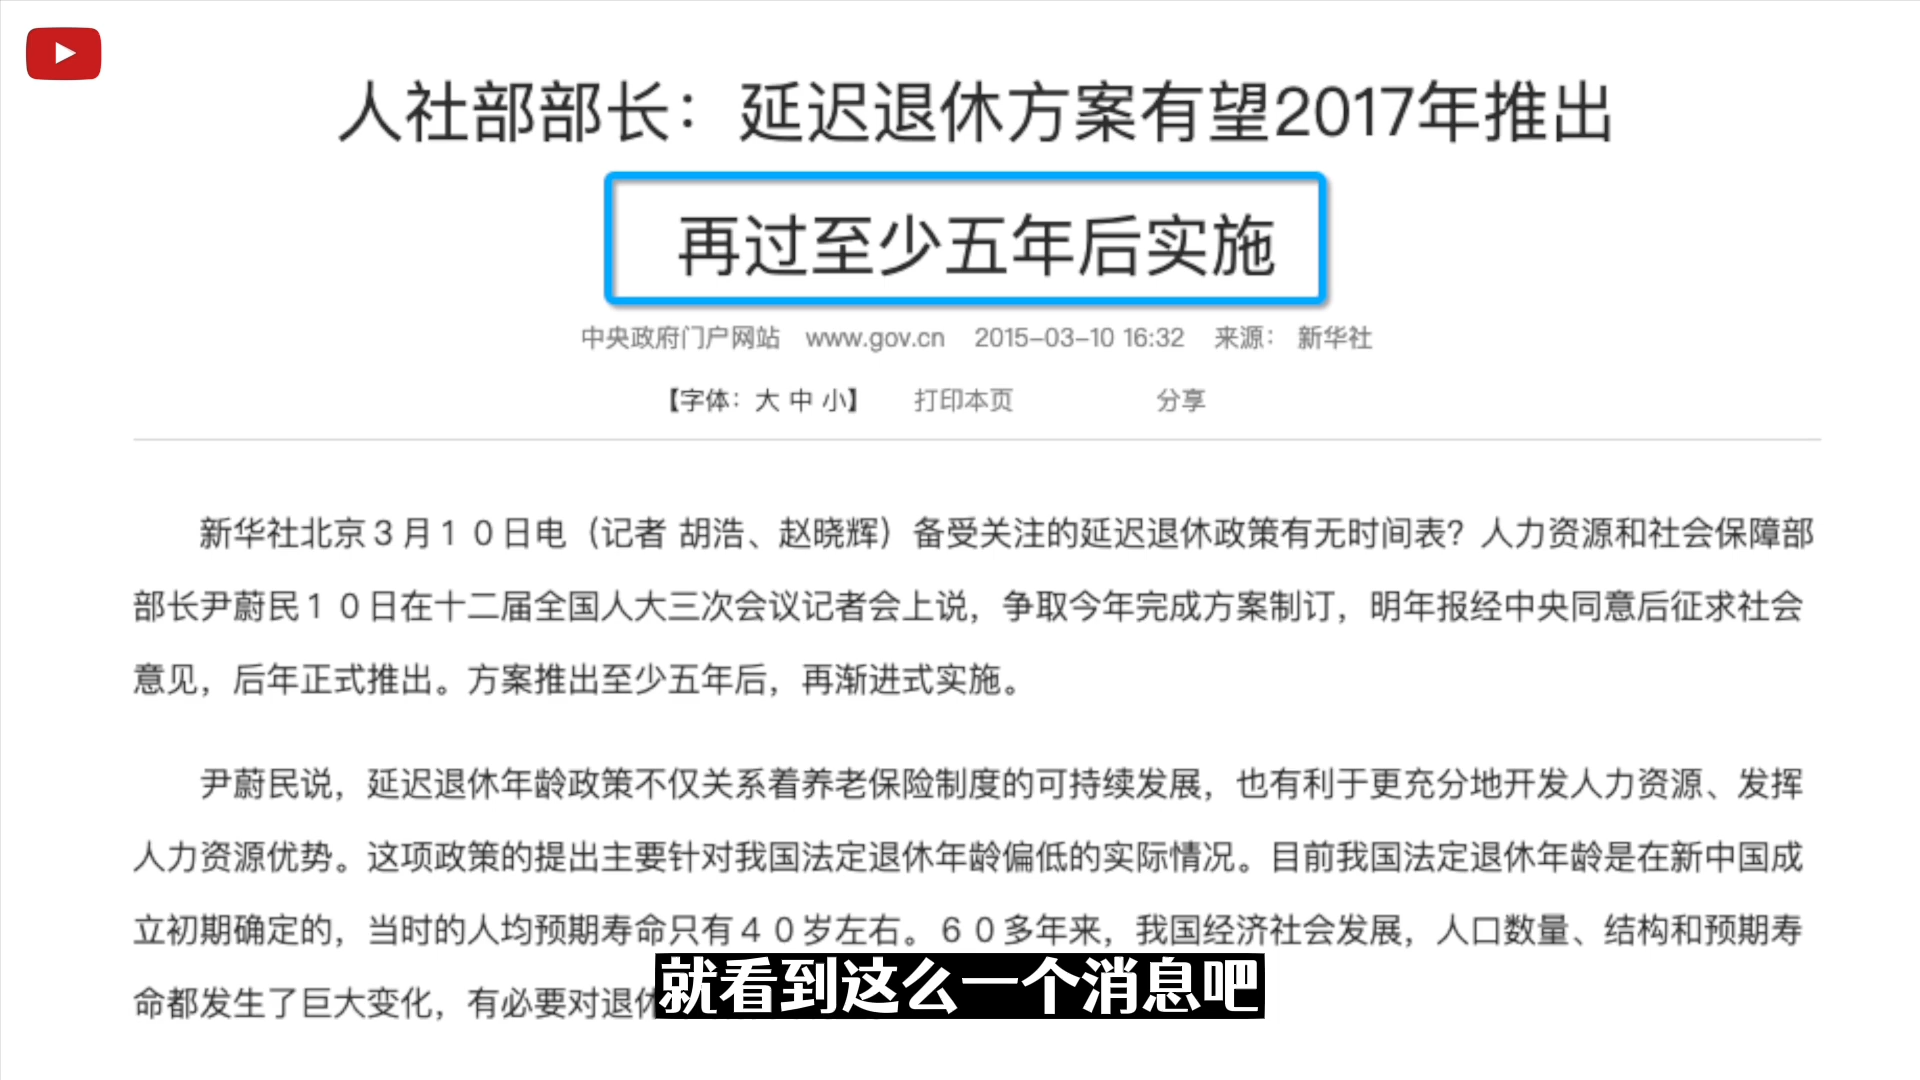 人社部部长：延迟退休方案有望2017年推出
再过至少五年后实施
中央政府门户网站 www.gov.cn 2015-03-10 16:32 来源： 新华社
【字体：大 中 小】 打印本页 分享
新华社北京３月１０日电（记者 胡浩、赵晓辉）备受关注的延迟退休政策有无时间表？人力资源和社会保障部
部长尹蔚民１０日在十二届全国人大三次会议记者会上说，争取今年完成方案制订，明年报经中央同意后征求社会
意见，后年正式推出。方案推出至少五年后，再渐进式实施。
尹蔚民说，延迟退休年龄政策不仅关系着养老保险制度的可持续发展，也有利于更充分地开发人力资源、发挥
人力资源优势。这项政策的提出主要针对我国法定退休年龄偏低的实际情况。目前我国法定退休年龄是在新中国成
立初期确定的，当时的人均预期寿命只有４０岁左右。６０多年来，我国经济社会发展，人口数量、结构和预期寿
命都发生了巨大变化，有必要对退休
就看到这么一个消息吧